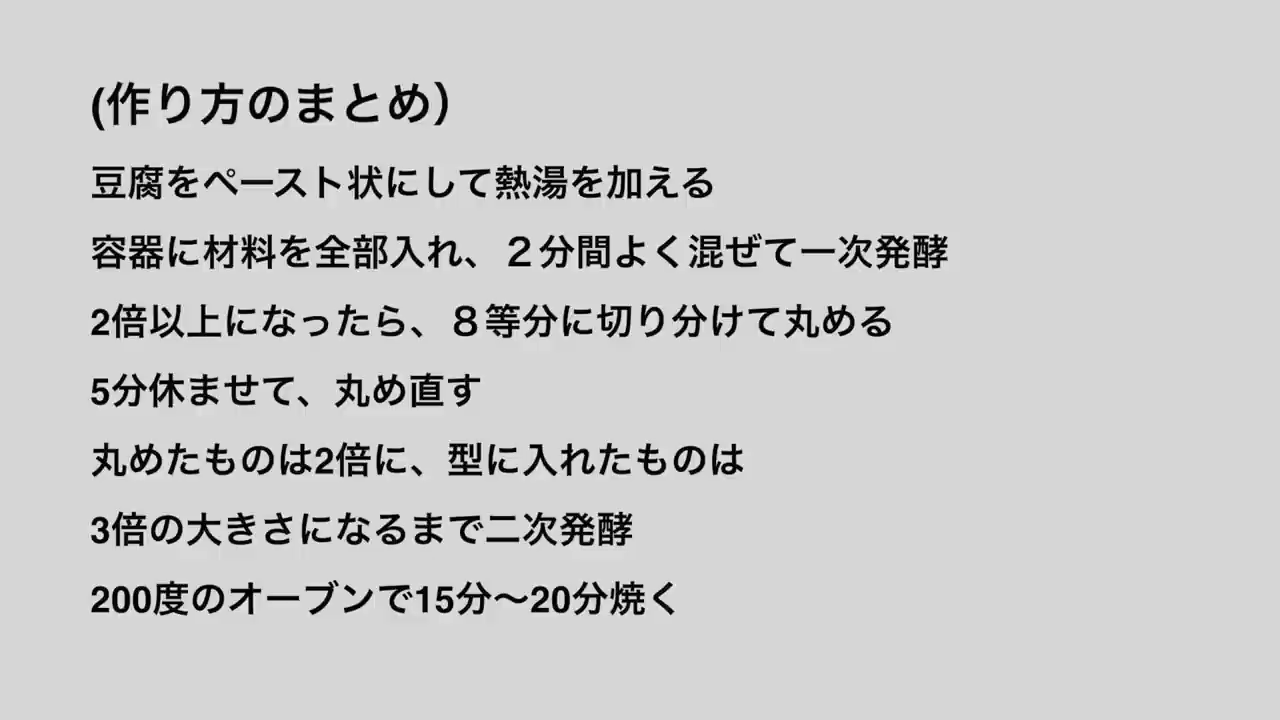 (作り方のまとめ）
豆腐をペースト状にして熱湯を加える
容器に材料を全部入れ、２分間よく混ぜて一次発酵
2倍以上になったら、８等分に切り分けて丸める
5分休ませて、丸め直す
丸めたものは2倍に、型に入れたものは
3倍の大きさになるまで二次発酵
200度のオーブンで15分〜20分焼く